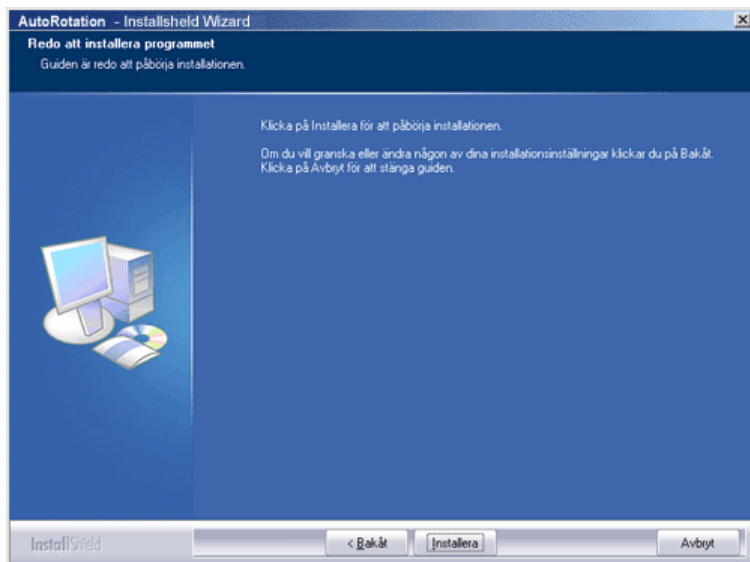 AutoRotation - Installsheld Wizard
Redo att installera programmet
Guiden är redo att påbörja installationen.
Klicka på Installera för att påbörja installationen.
Om du vill granska eller ändra någon av dina installationsinställningar klickar du på Bakåt.
Klicka på Avbryt för att stänga guiden.
InstallShield
< Bakåt
Installera
Avbryt